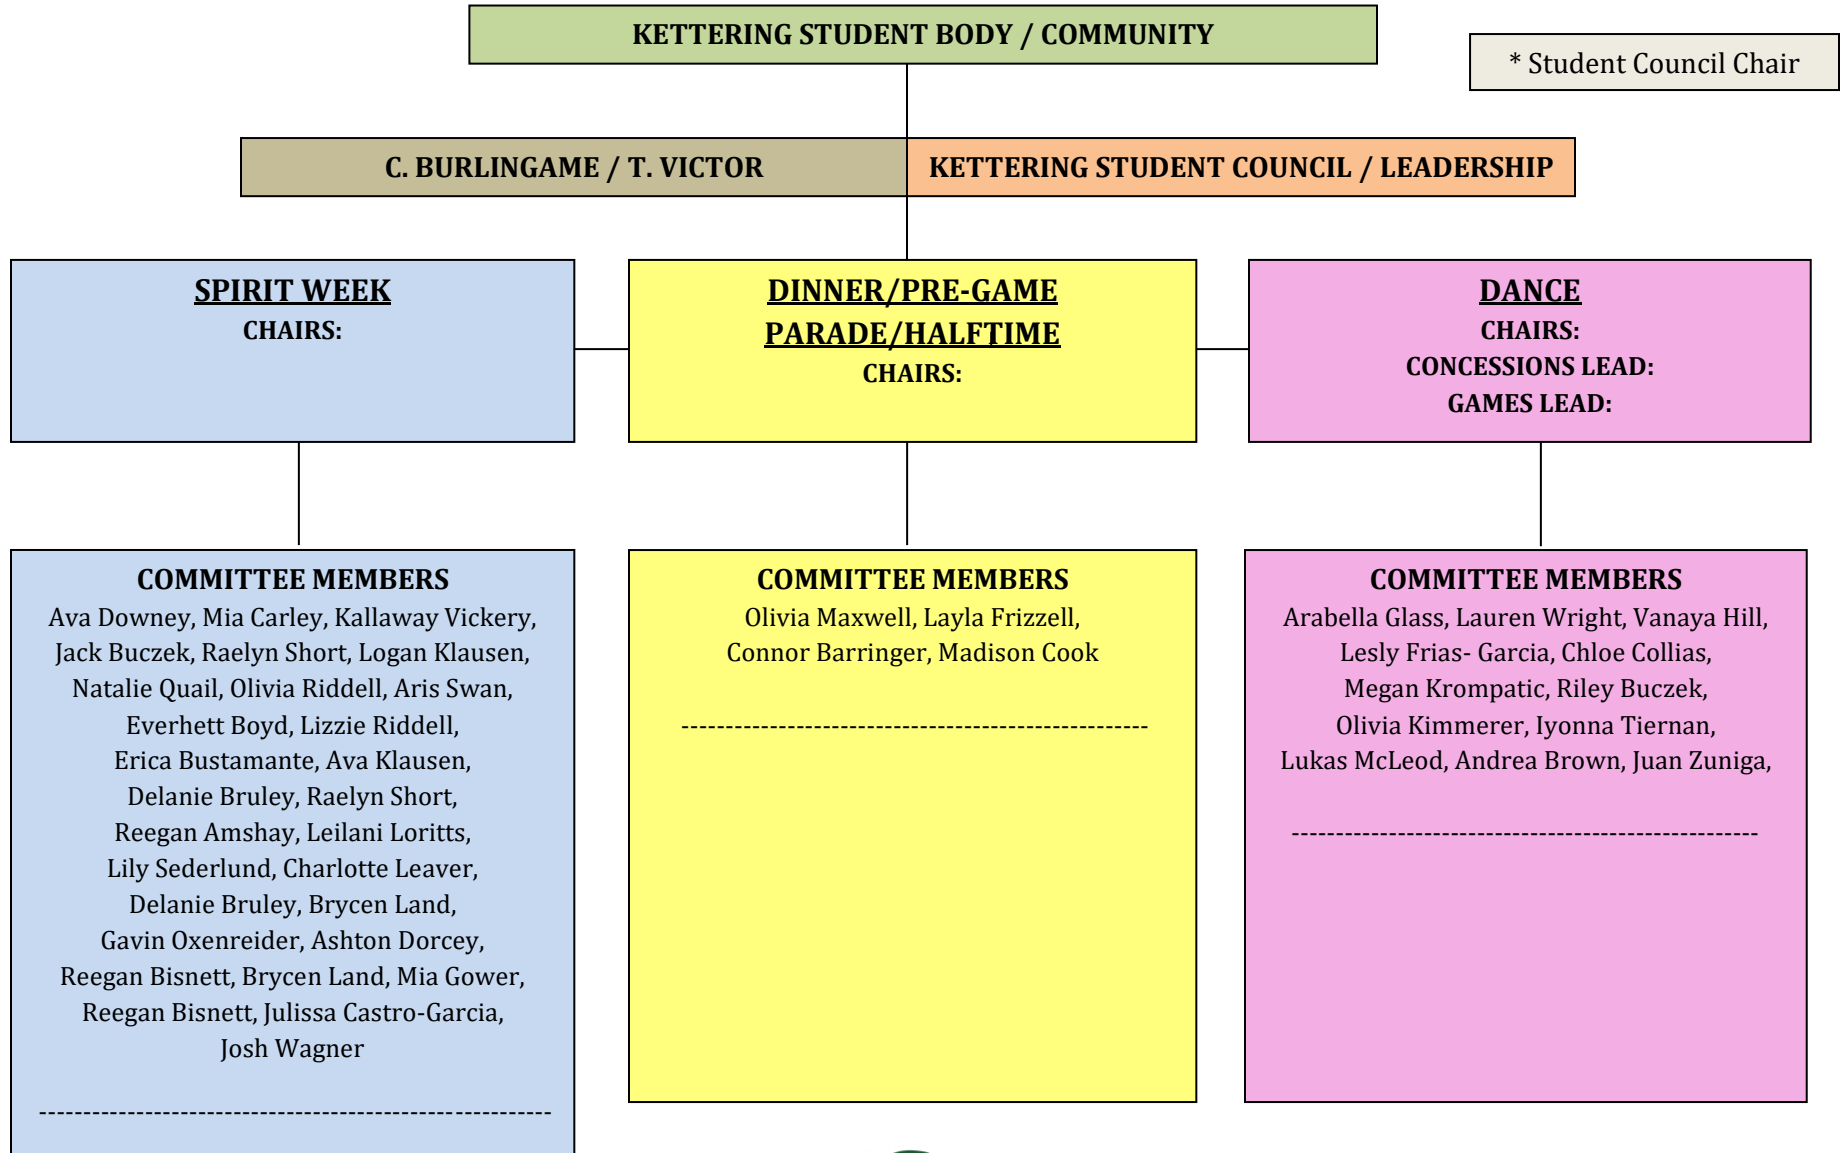 KETTERING STUDENT BODY / COMMUNITY
* Student Council Chair
C. BURLINGAME / T. VICTOR
KETTERING STUDENT COUNCIL / LEADERSHIP
SPIRIT WEEK
CHAIRS:
DINNER/PRE-GAME
PARADE/HALFTIME
CHAIRS:
DANCE
CHAIRS:
CONCESSIONS LEAD:
GAMES LEAD:
COMMITTEE MEMBERS
Ava Downey, Mia Carley, Kallaway Vickery,
Jack Buczek, Raelyn Short, Logan Klausen,
Natalie Quail, Olivia Riddell, Aris Swan,
Everhett Boyd, Lizzie Riddell,
Erica Bustamante, Ava Klausen,
Delanie Bruley, Raelyn Short,
Reegan Amshay, Leilani Loritts,
Lily Sederlund, Charlotte Leaver,
Delanie Bruley, Brycen Land,
Gavin Oxenreider, Ashton Dorcey,
Reegan Bisnett, Brycen Land, Mia Gower,
Reegan Bisnett, Julissa Castro-Garcia,
Josh Wagner
----------------------------------------------------------
COMMITTEE MEMBERS
Olivia Maxwell, Layla Frizzell,
Connor Barringer, Madison Cook
-----------------------------------------------------
COMMITTEE MEMBERS
Arabella Glass, Lauren Wright, Vanaya Hill,
Lesly Frias- Garcia, Chloe Collias,
Megan Krompatic, Riley Buczek,
Olivia Kimmerer, Iyonna Tiernan,
Lukas McLeod, Andrea Brown, Juan Zuniga,
-----------------------------------------------------